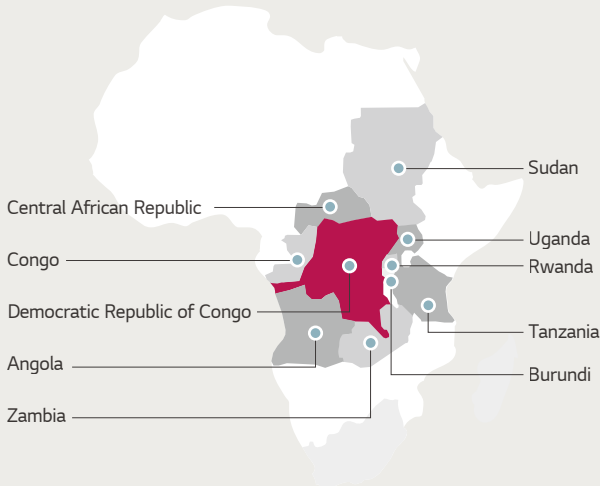 Sudan
Central African Republic
Uganda
Congo
Rwanda
Democratic Republic of Congo
Tanzania
Angola
Burundi
Zambia